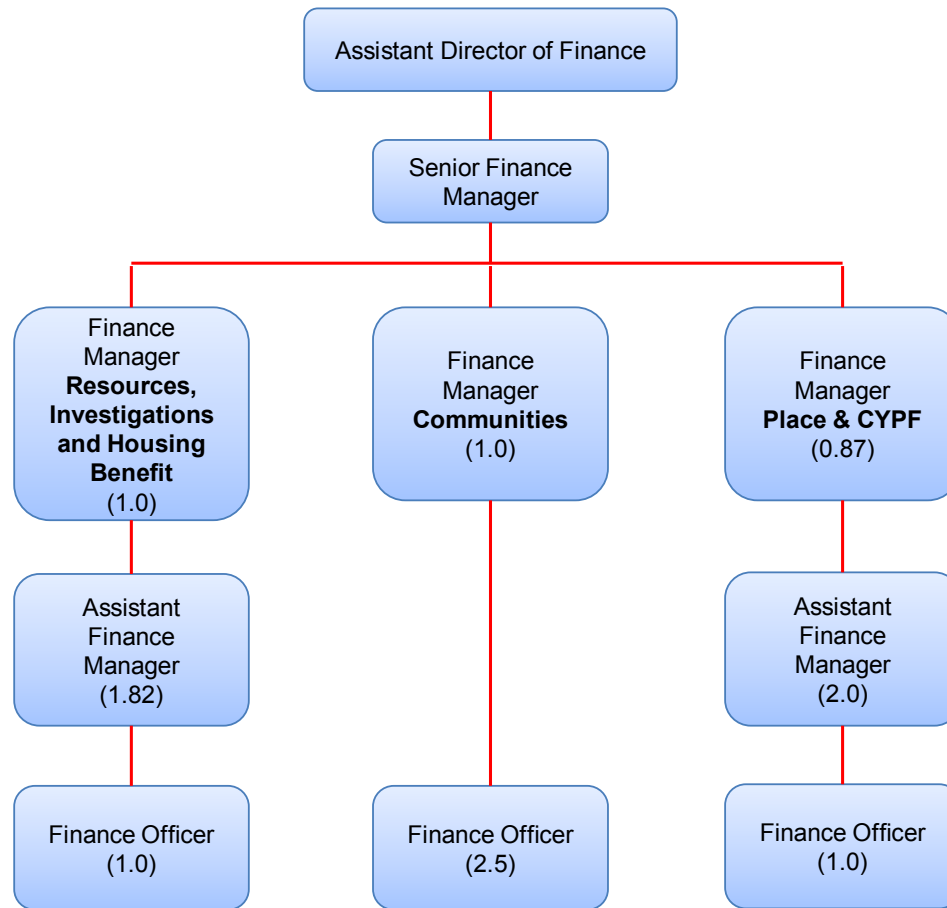 Assistant Director of Finance
Senior Finance
Manager
Finance
Manager
Resources,
Investigations
and Housing
Benefit
(1.0)
Finance
Manager
Communities
(1.0)
Finance
Manager
Place & CYPF
(0.87)
Assistant
Finance
Manager
(1.82)
Assistant
Finance
Manager
(2.0)
Finance Officer
(1.0)
Finance Officer
(2.5)
Finance Officer
(1.0)